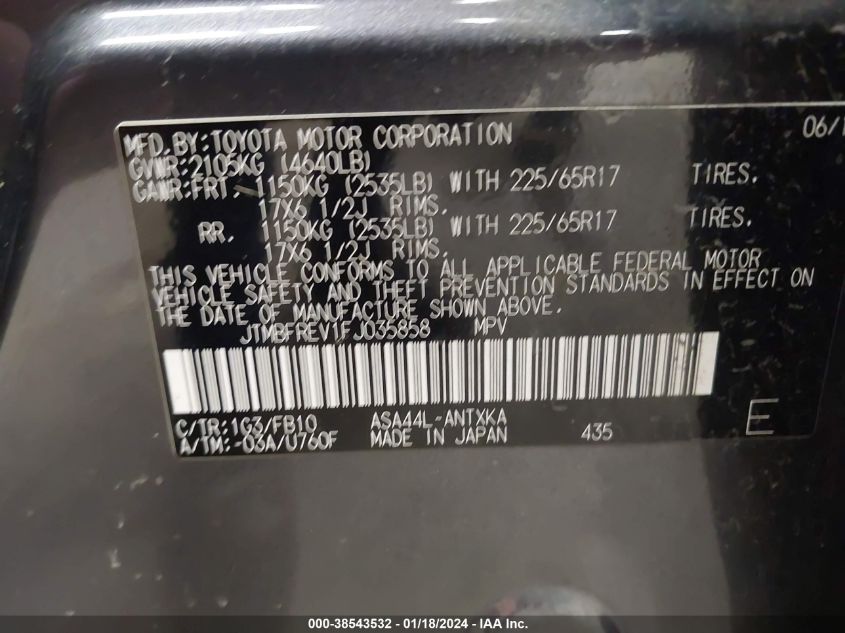 06/1
MFD.BY:TOYOTA MOTOR CORPORATION
GVWR:2105KG (4640LB)
GAWR:FRT. 1150KG (2535LB) WITH 225/65R17 TIRES.
17X6 1/2J RIMS.
RR. 1150KG (2535LB) WITH 225/65R17 TIRES.
17X6 1/2J RIMS.
THIS VEHICLE CONFORMS TO ALL APPLICABLE FEDERAL MOTOR
VEHICLE SAFETY AND THEFT PREVENTION STANDARDS IN EFFECT ON
THE DATE OF MANUFACTURE SHOWN ABOVE.
JTMBFREV1FJ035858 MPV
C/TR:1G3/FB10 ASA44L-ANTXKA
A/TM:-03A/U760F MADE IN JAPAN 435 E
000-38543532 - 01/18/2024 - IAA Inc.